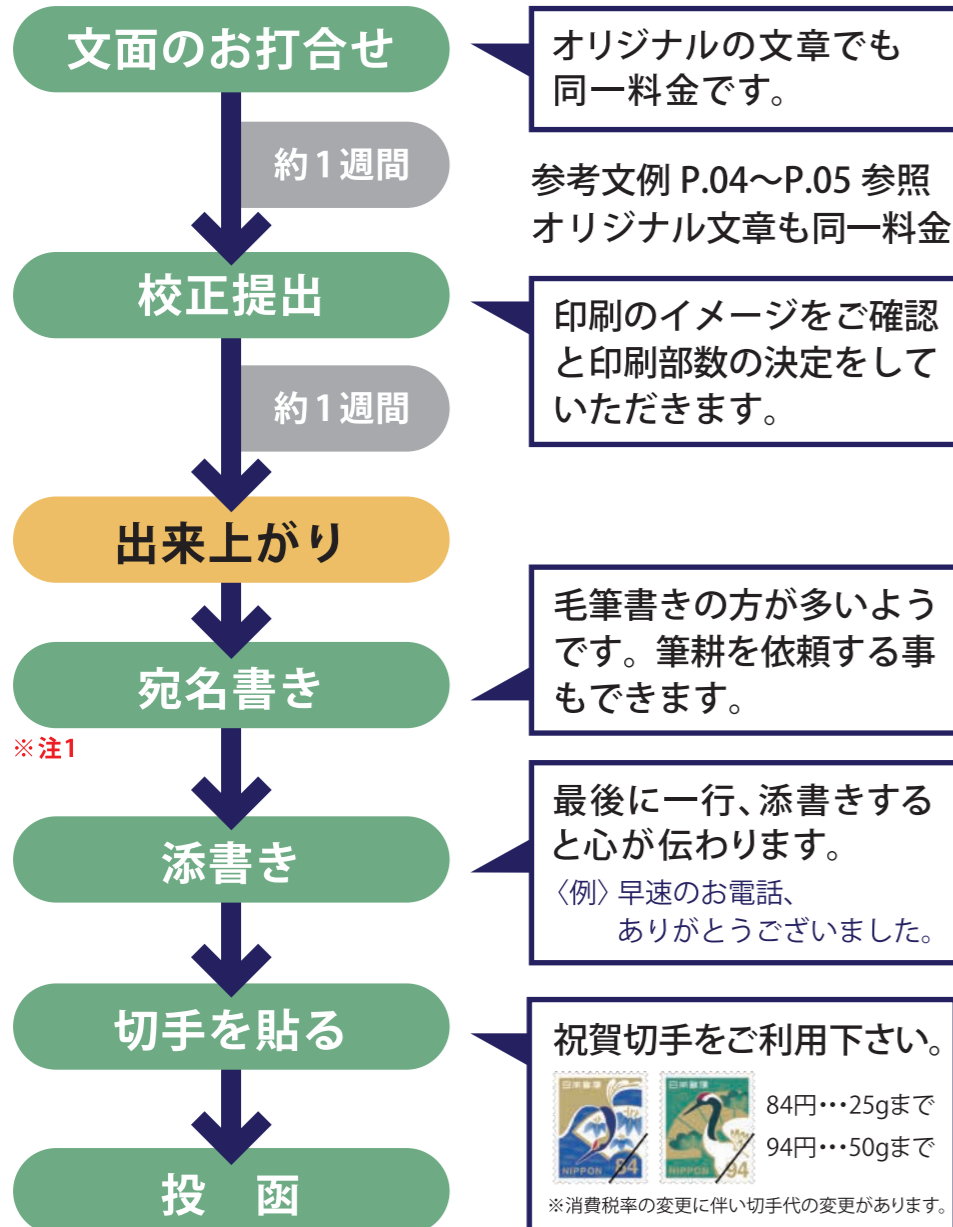 文面のお打合せ
オリジナルの文章でも
同一料金です。
約1週間
参考文例 P.04〜P.05 参照
オリジナル文章も同一料金
校正提出
印刷のイメージをご確認
と印刷部数の決定をして
いただきます。
約1週間
出来上がり
宛名書き
※注1
毛筆書きの方が多いよう
です。筆耕を依頼する事
もできます。
添書き
最後に一行、添書きする
と心が伝わります。
〈例〉早速のお電話、
ありがとうございました。
切手を貼る
祝賀切手をご利用下さい。
日本郵便
NIPPON 84
日本郵便
NIPPON 94
84円･･･25gまで
94円･･･50gまで
※消費税率の変更に伴い切手代の変更があります。
投　函